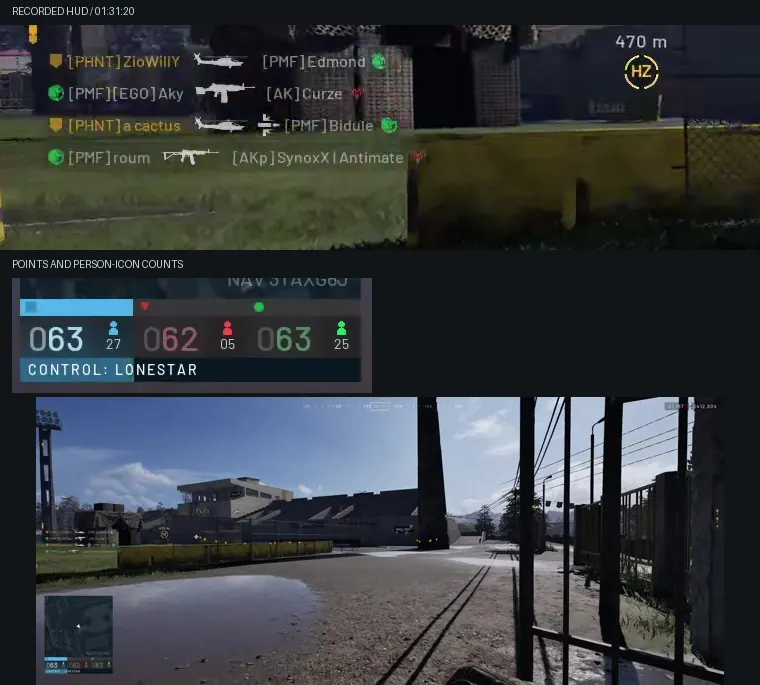 RECORDED HUD / 01:31:20
470 m
HZ
[PHNT]ZioWillY [PMF]Edmond
[PMF][EGO]Aky [AK]Curze
[PHNT]a cactus [PMF]Bidule
[PMF]roum [AKp]SynoxX|Antimate
POINTS AND PERSON-ICON COUNTS
063 27 062 05 063 25
CONTROL: LONESTAR